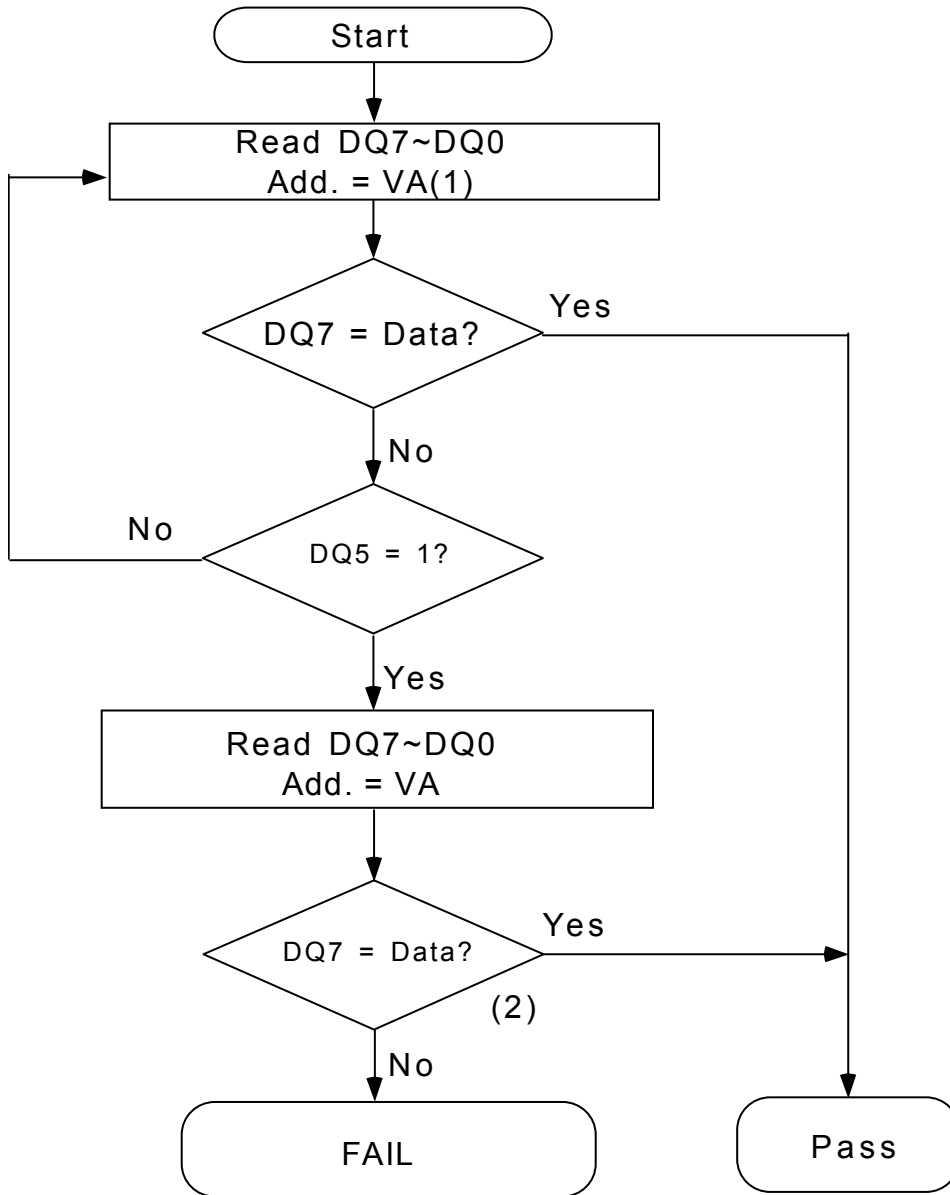 Start
Read DQ7~DQ0
Add. = VA(1)
DQ7 = Data?
Yes
No
DQ5 = 1?
No
Yes
Read DQ7~DQ0
Add. = VA
DQ7 = Data?
Yes
(2)
No
FAIL
Pass